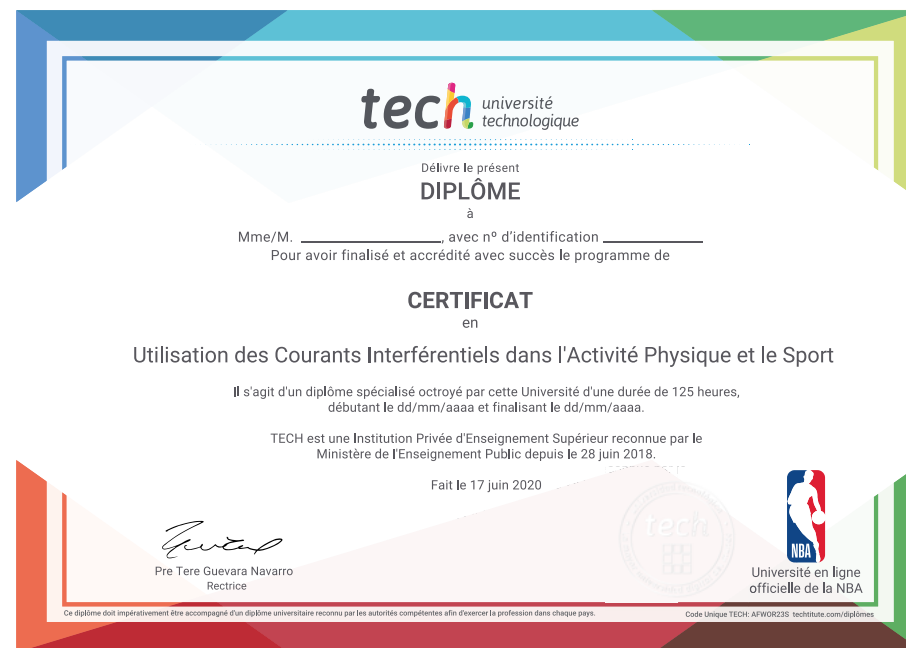 tech université
technologique
Délivre le présent
DIPLÔME
à
Mme/M. ____________________, avec nº d'identification ______________
Pour avoir finalisé et accrédité avec succès le programme de
CERTIFICAT
en
Utilisation des Courants Interférentiels dans l'Activité Physique et le Sport
Il s'agit d'un diplôme spécialisé octroyé par cette Université d'une durée de 125 heures,
débutant le dd/mm/aaaa et finalisant le dd/mm/aaaa.
TECH est une Institution Privée d'Enseignement Supérieur reconnue par le
Ministère de l'Enseignement Public depuis le 28 juin 2018.
Fait le 17 juin 2020
tech
NBA
Pre Tere Guevara Navarro
Rectrice
Université en ligne
officielle de la NBA
Ce diplôme doit impérativement être accompagné d'un diplôme universitaire reconnu par les autorités compétentes afin d'exercer la profession dans chaque pays.
Code Unique TECH: AFWOR23S techtitute.com/diplômes